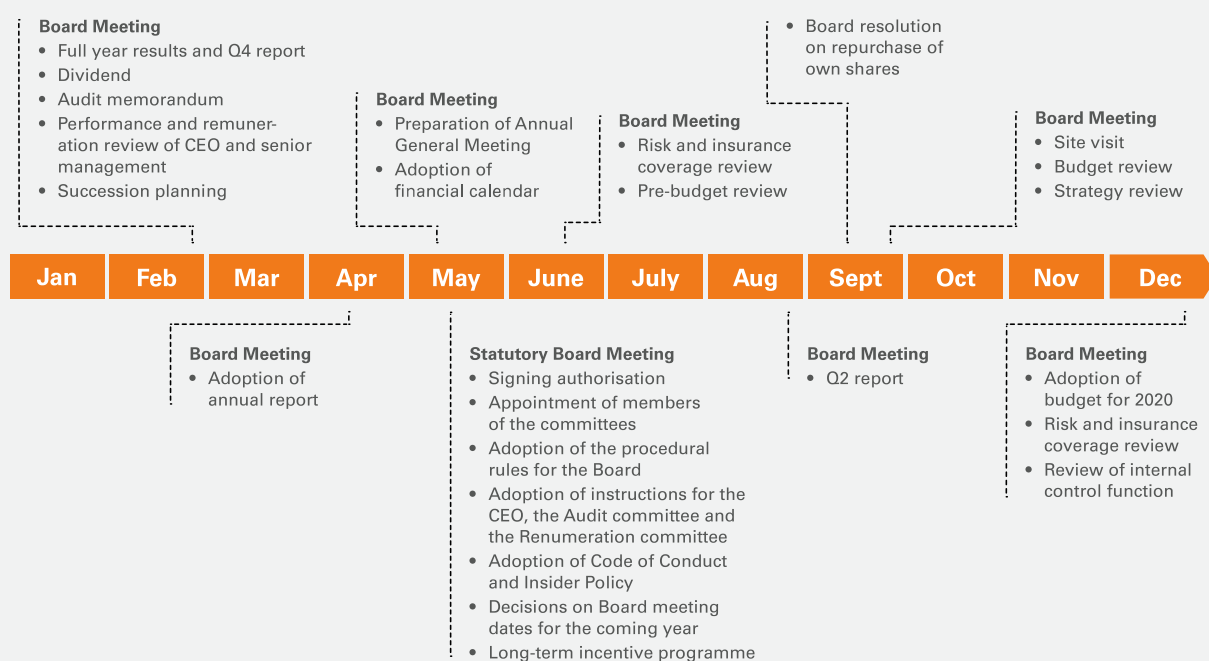 Board Meeting
• Full year results and Q4 report
• Dividend
• Audit memorandum
• Performance and remuner-
ation review of CEO and senior
management
• Succession planning
Board Meeting
• Preparation of Annual
General Meeting
• Adoption of
financial calendar
Board Meeting
• Risk and insurance
coverage review
• Pre-budget review
• Board resolution
on repurchase of
own shares
Board Meeting
• Site visit
• Budget review
• Strategy review
Jan Feb Mar Apr May June July Aug Sept Oct Nov Dec
Board Meeting
• Adoption of
annual report
Statutory Board Meeting
• Signing authorisation
• Appointment of members
of the committees
• Adoption of the procedural
rules for the Board
• Adoption of instructions for the
CEO, the Audit committee and
the Renumeration committee
• Adoption of Code of Conduct
and Insider Policy
• Decisions on Board meeting
dates for the coming year
• Long-term incentive programme
Board Meeting
• Q2 report
Board Meeting
• Adoption of
budget for 2020
• Risk and insurance
coverage review
• Review of internal
control function